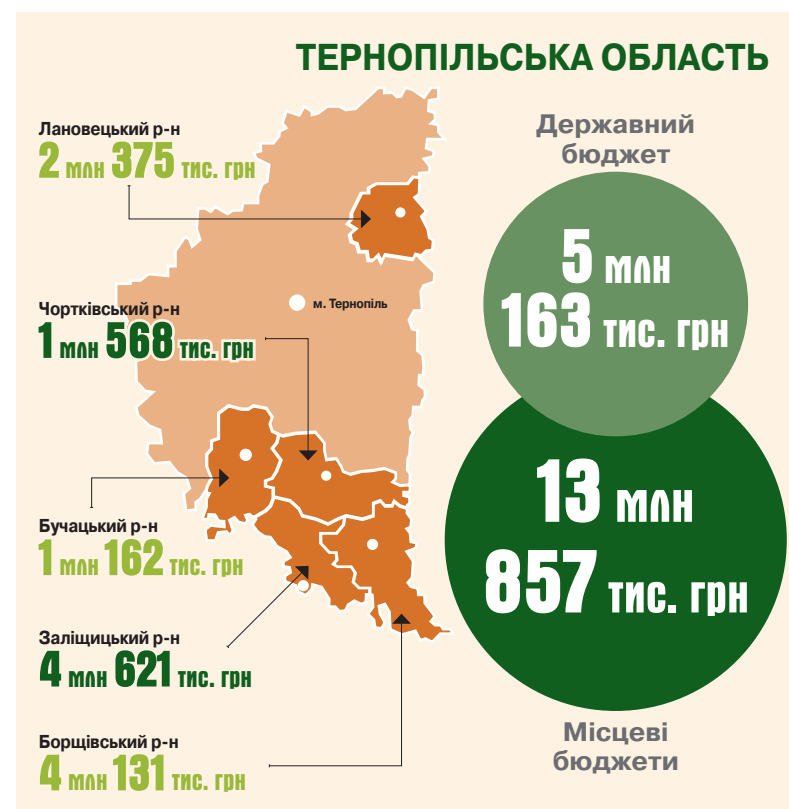 ТЕРНОПІЛЬСЬКА ОБЛАСТЬ
Лановецький р-н
2 млн 375 тис. грн
Державний
бюджет
5 млн
163 тис. грн
м. Тернопіль
Чортківський р-н
1 млн 568 тис. грн
13 млн
857 тис. грн
Бучацький р-н
1 млн 162 тис. грн
Заліщицький р-н
4 млн 621 тис. грн
Місцеві
бюджети
Борщівський р-н
4 млн 131 тис. грн